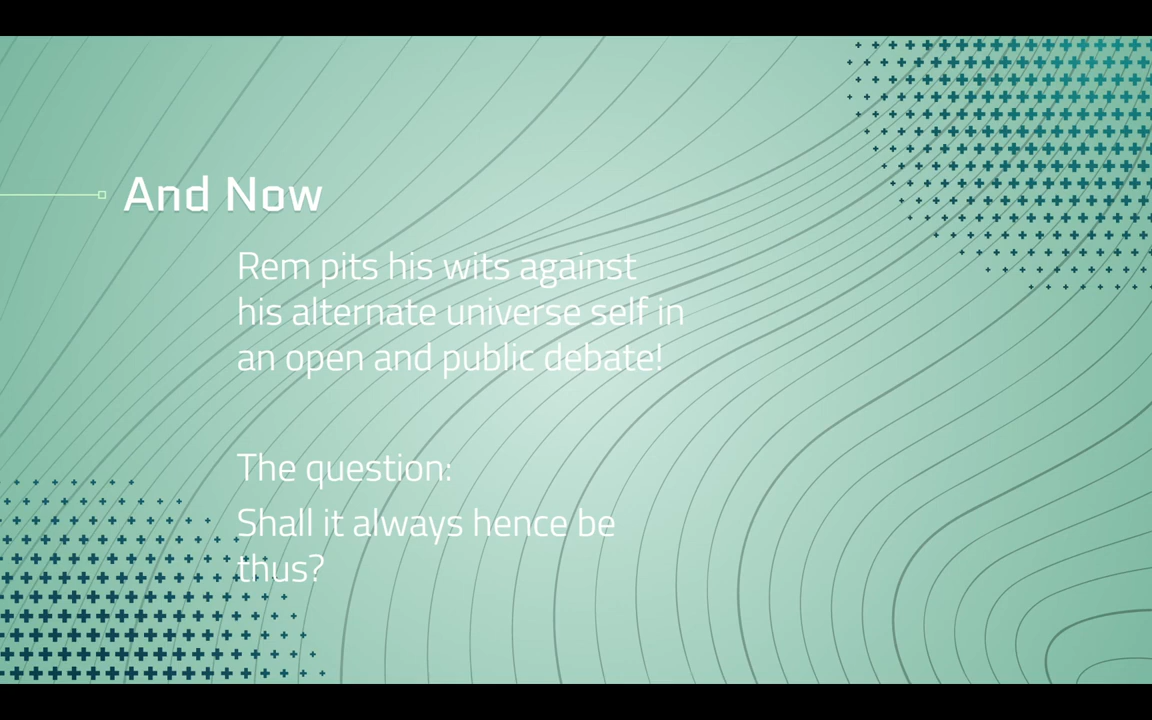 And Now
Rem pits his wits against
his alternate universe self in
an open and public debate!
The question:
Shall it always hence be
thus?